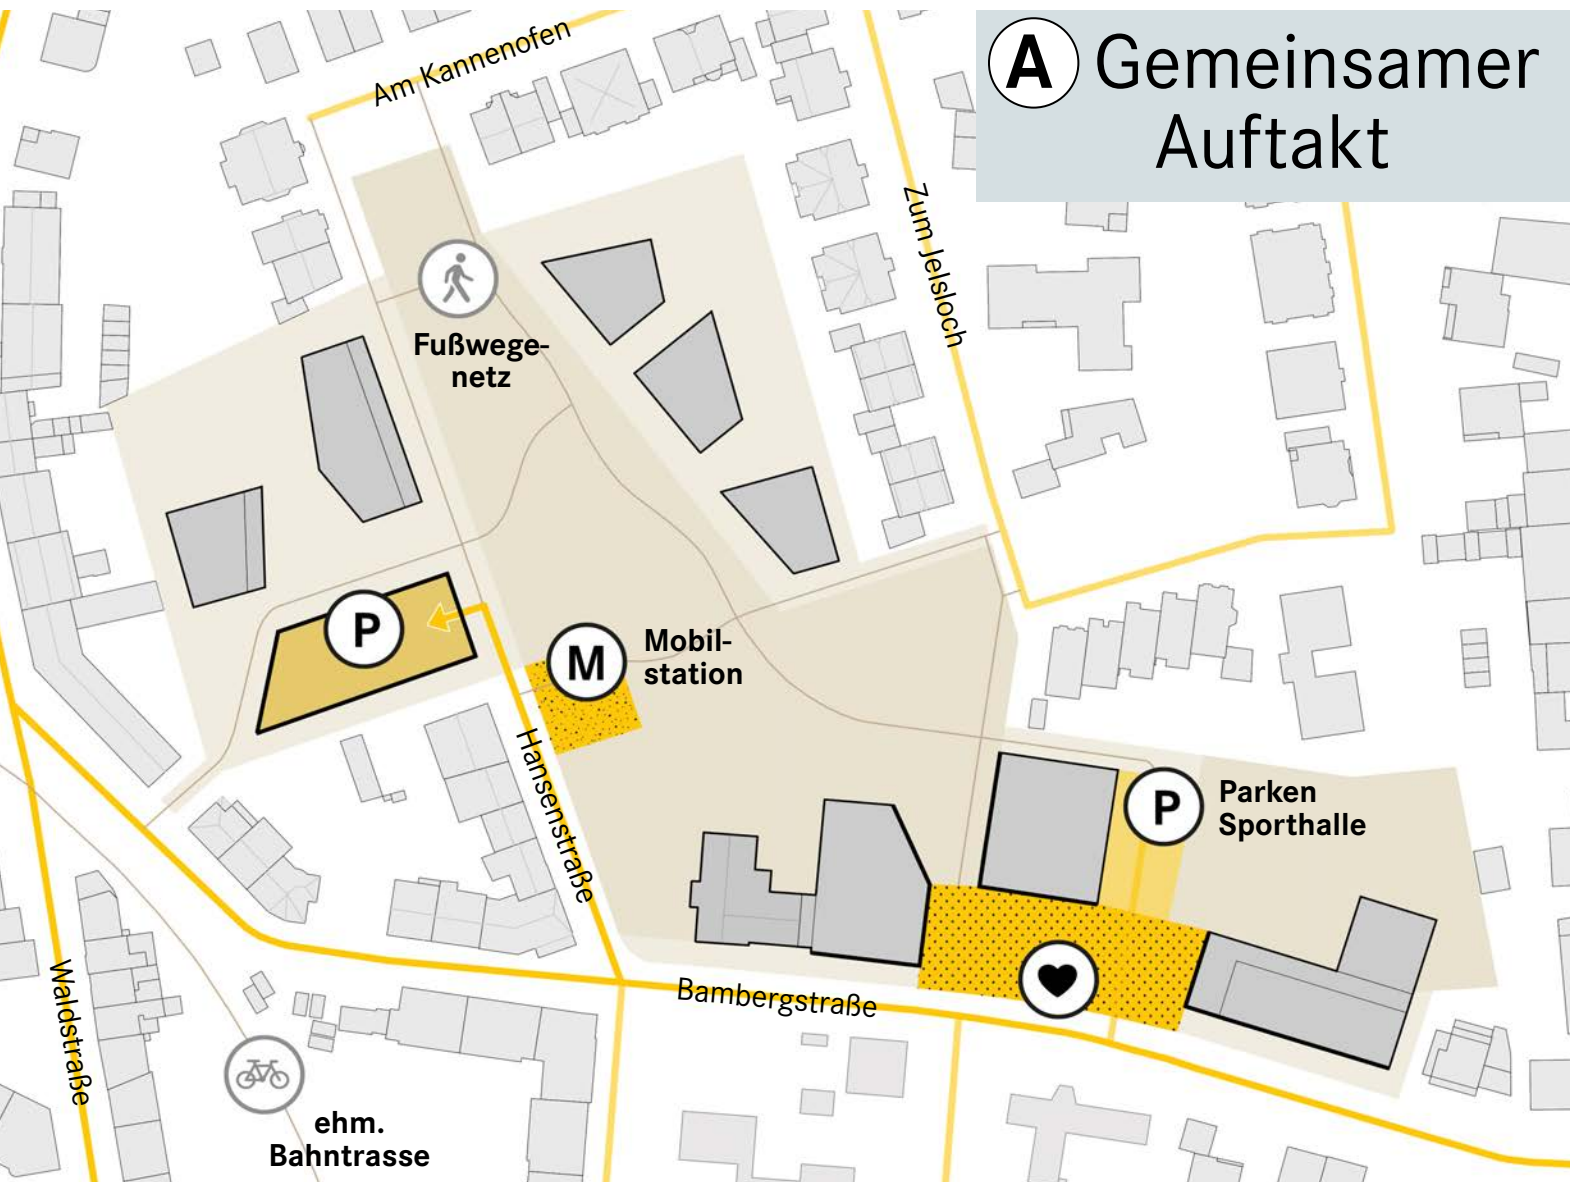 A Gemeinsamer
Auftakt
Am Kannenofen
Zum Jelsloch
Fußwege-
netz
P
M
Mobil-
station
Hansenstraße
P
Parken
Sporthalle
Waldstraße
Bambergstraße
ehm.
Bahntrasse